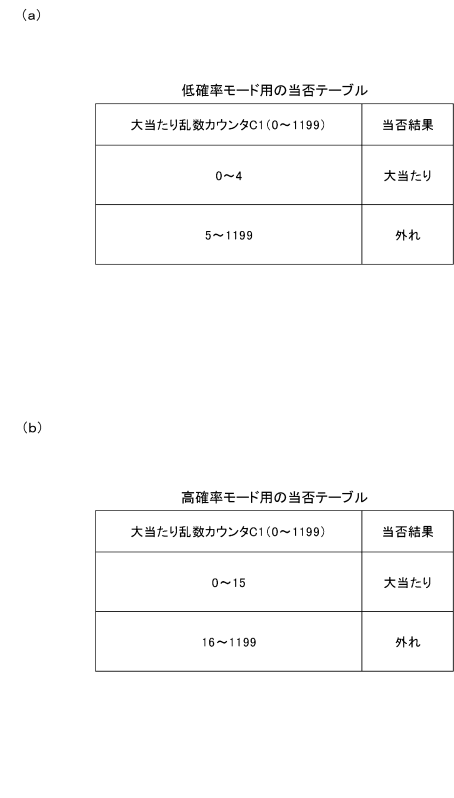 (a)
低確率モード用の当否テーブル
大当たり乱数カウンタC1(0～1199) 当否結果
0～4 大当たり
5～1199 外れ
(b)
高確率モード用の当否テーブル
大当たり乱数カウンタC1(0～1199) 当否結果
0～15 大当たり
16～1199 外れ